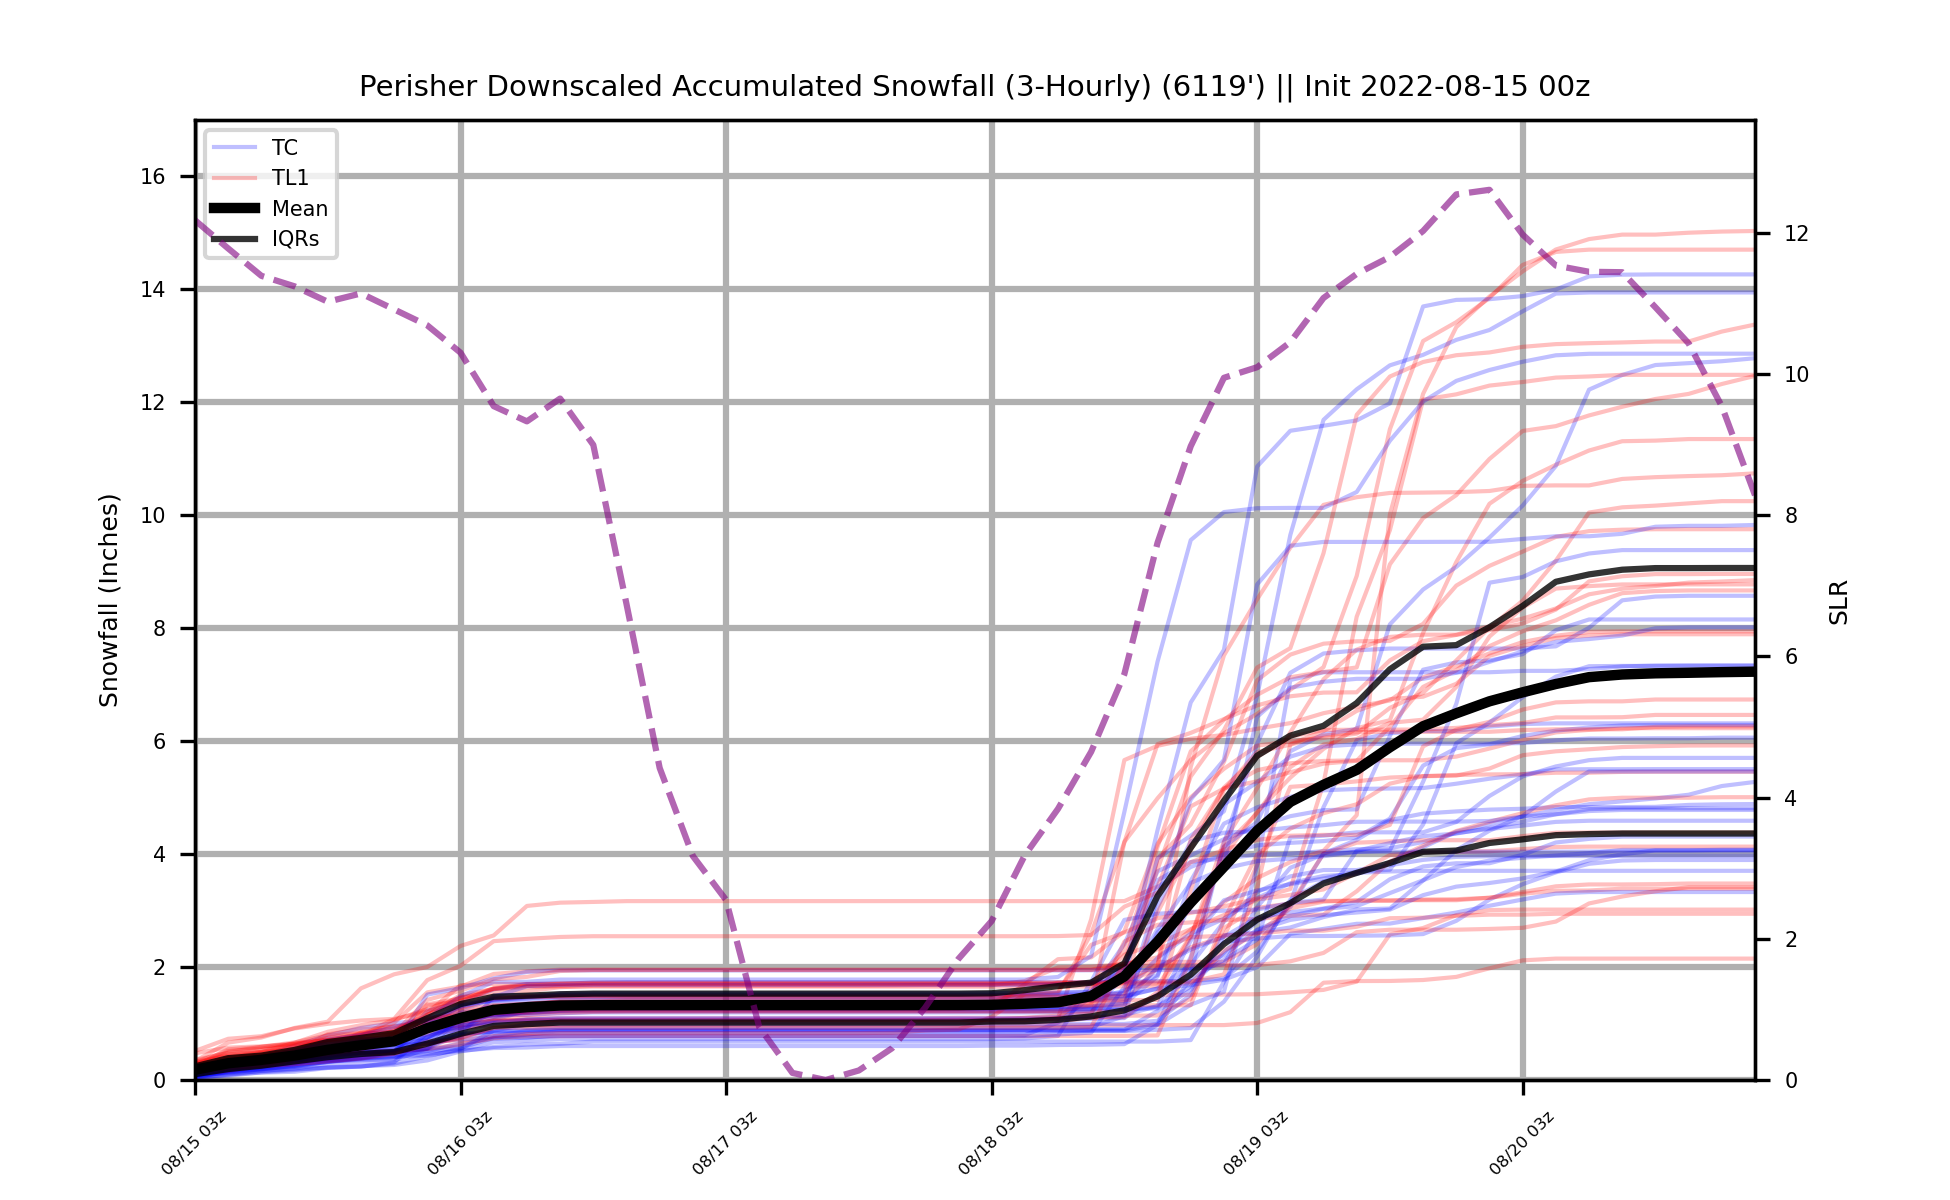 Perisher Downscaled Accumulated Snowfall (3-Hourly) (6119') || Init 2022-08-15 00z
TC
TL1
Mean
IQRs
16
14
12
10
8
6
4
2
0
Snowfall (Inches)
12
10
8
6
4
2
0
SLR
08/15 03z
08/16 03z
08/17 03z
08/18 03z
08/19 03z
08/20 03z